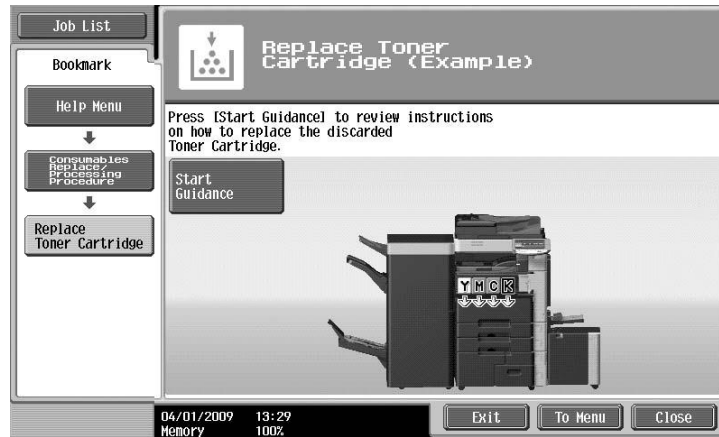 Job List
Bookmark
Help Menu
Consumables
Replace/
Processing
Procedure
Replace
Toner Cartridge
Replace Toner
Cartridge (Example)
Press [Start Guidance] to review instructions
on how to replace the discarded
Toner Cartridge.
Start
Guidance
Y M C K
04/01/2009 13:29
Memory 100%
Exit To Menu Close